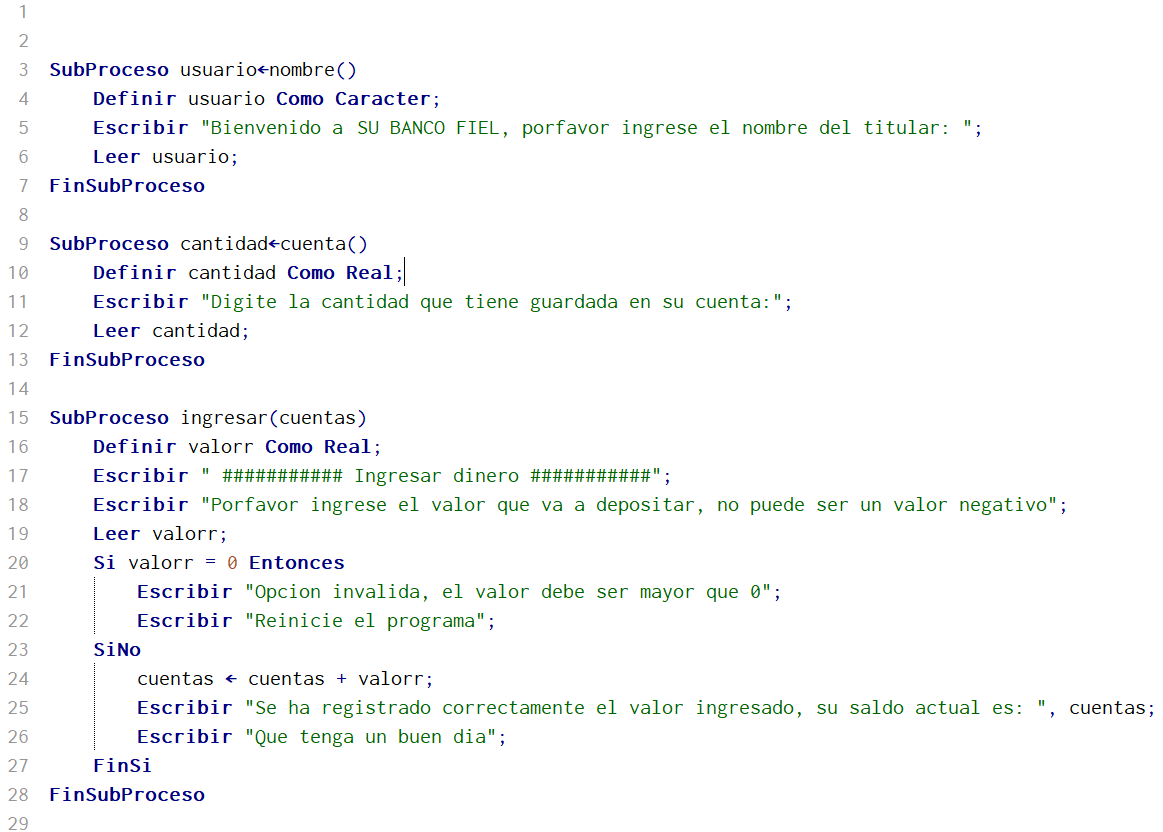 1
2
3 SubProceso usuario←nombre()
4 Definir usuario Como Caracter;
5 Escribir "Bienvenido a SU BANCO FIEL, porfavor ingrese el nombre del titular: ";
6 Leer usuario;
7 FinSubProceso
8
9 SubProceso cantidad←cuenta()
10 Definir cantidad Como Real;
11 Escribir "Digite la cantidad que tiene guardada en su cuenta:";
12 Leer cantidad;
13 FinSubProceso
14
15 SubProceso ingresar(cuentas)
16 Definir valorr Como Real;
17 Escribir " ########### Ingresar dinero ###########";
18 Escribir "Porfavor ingrese el valor que va a depositar, no puede ser un valor negativo";
19 Leer valorr;
20 Si valorr = 0 Entonces
21 Escribir "Opcion invalida, el valor debe ser mayor que 0";
22 Escribir "Reinicie el programa";
23 SiNo
24 cuentas ← cuentas + valorr;
25 Escribir "Se ha registrado correctamente el valor ingresado, su saldo actual es: ", cuentas;
26 Escribir "Que tenga un buen dia";
27 FinSi
28 FinSubProceso
29